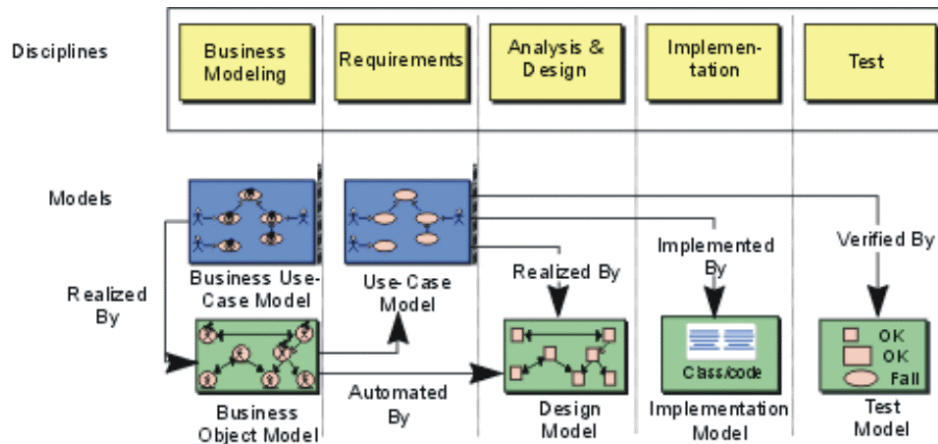 Disciplines
Business
Modeling
Requirements
Analysis &
Design
Implemen-
tation
Test
Models
Business Use-
Case Model
Use- Case
Model
Realized
By
Realized By
Implemented
By
Verified By
Automated
By
Business
Object Model
Design Model
Class/code
Implementation Model
OK
OK
Fail
Test
Model